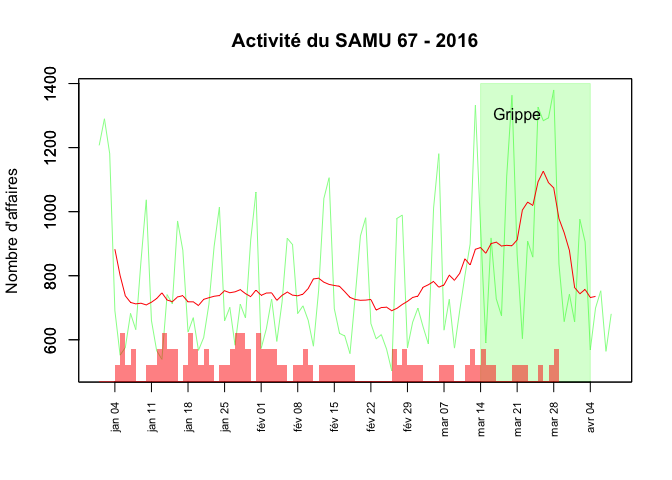 Activité du SAMU 67 - 2016
Nombre d'affaires
1400
1200
1000
800
600
Grippe
jan 04
jan 11
jan 18
jan 25
fév 01
fév 08
fév 15
fév 22
fév 29
mar 07
mar 14
mar 21
mar 28
avr 04